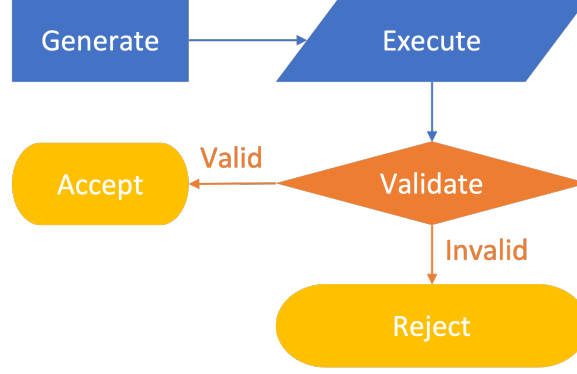 Generate
Execute
Valid
Accept
Validate
Invalid
Reject